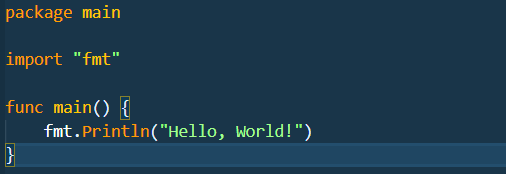 package main
import "fmt"
func main() {
    fmt.Println("Hello, World!")
}